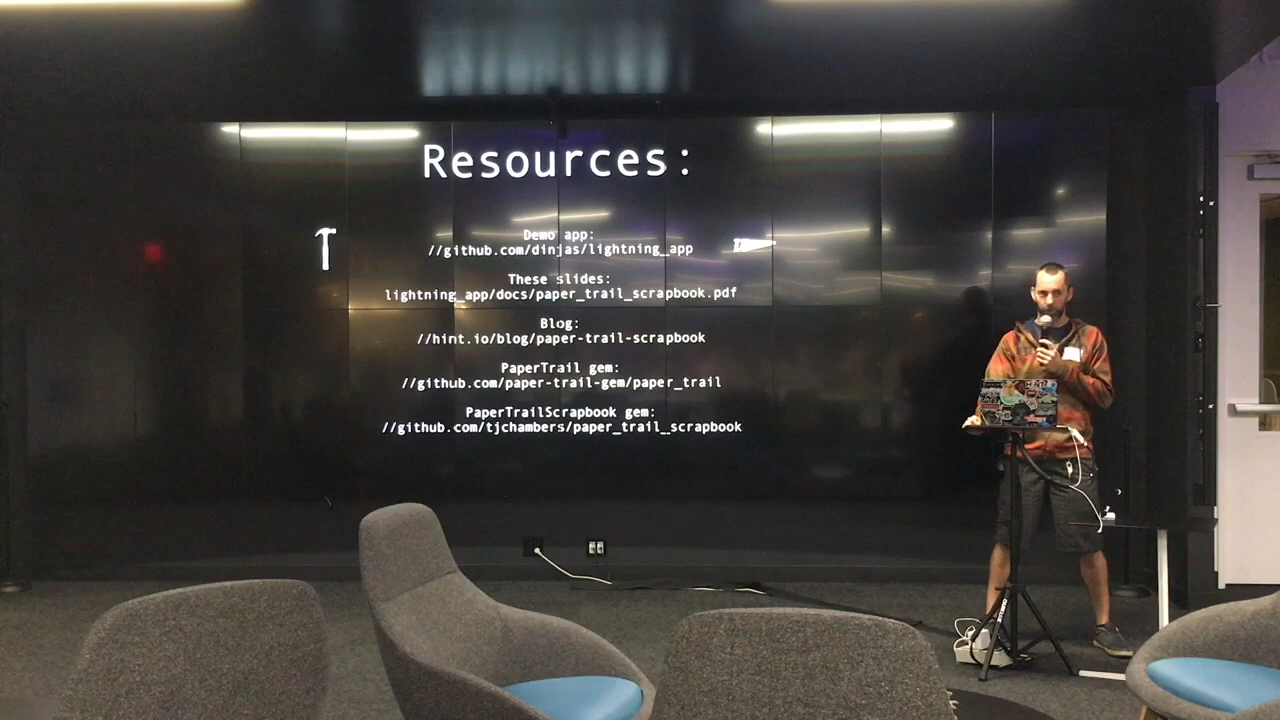 Resources:
Demo app:
//github.com/dinjas/lightning_app
These slides:
lightning_app/docs/paper_trail_scrapbook.pdf
Blog:
//hint.io/blog/paper-trail-scrapbook
PaperTrail gem:
//github.com/paper-trail-gem/paper_trail
PaperTrailScrapbook gem:
//github.com/tjchambers/paper_trail_scrapbook